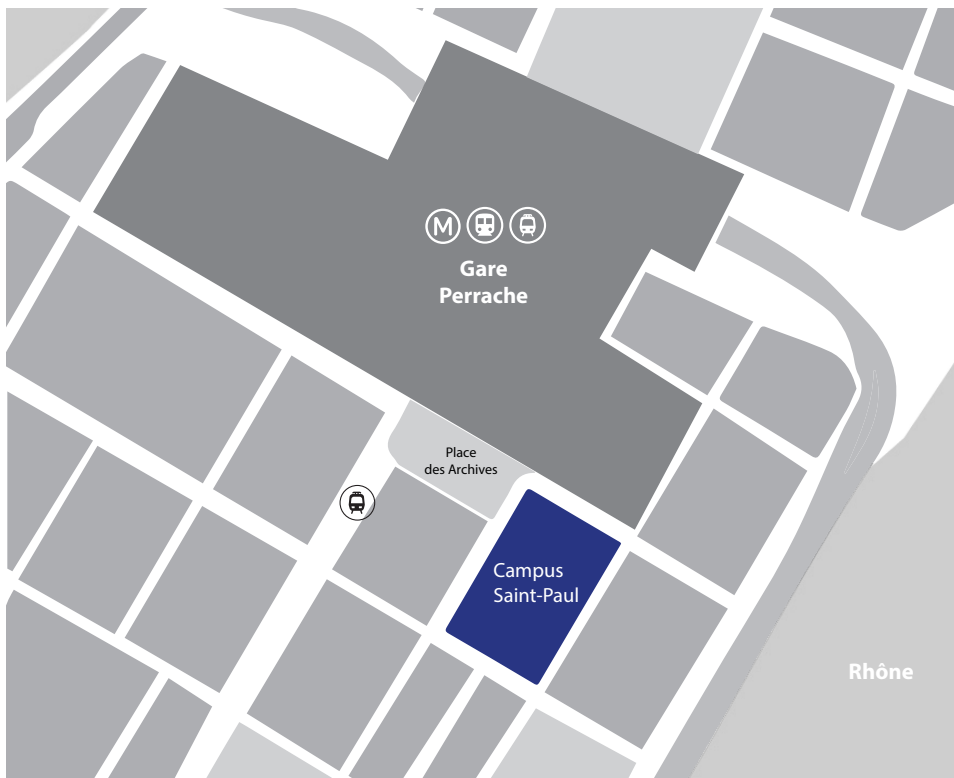 M
Gare
Perrache
Place
des Archives
Campus
Saint-Paul
Rhône